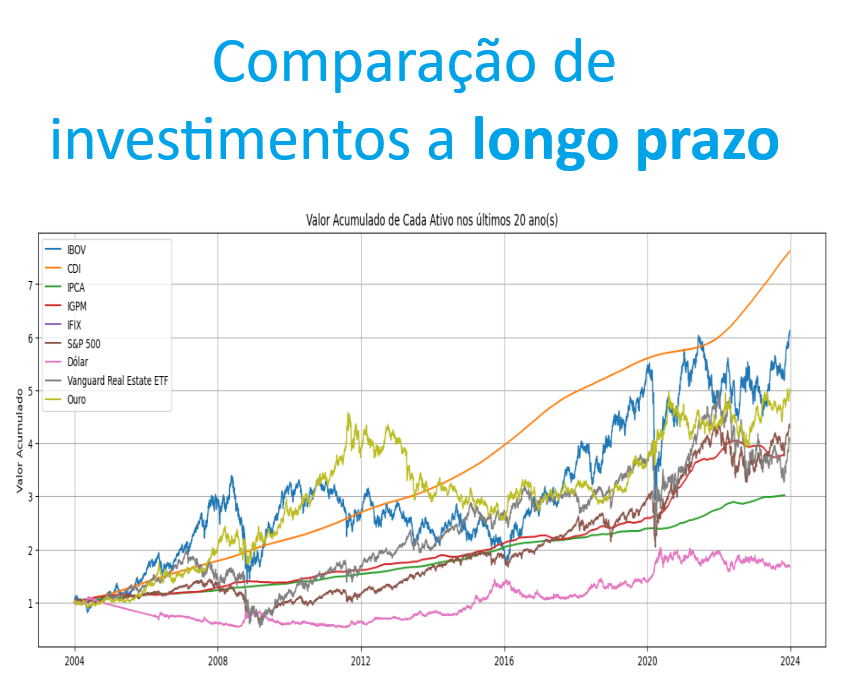 Comparação de
investimentos a longo prazo
Valor Acumulado de Cada Ativo nos últimos 20 ano(s)
IBOV
CDI
IPCA
IGPM
IFIX
S&P 500
Dólar
Vanguard Real Estate ETF
Ouro
Valor Acumulado
7
6
5
4
3
2
1
2004 2008 2012 2016 2020 2024